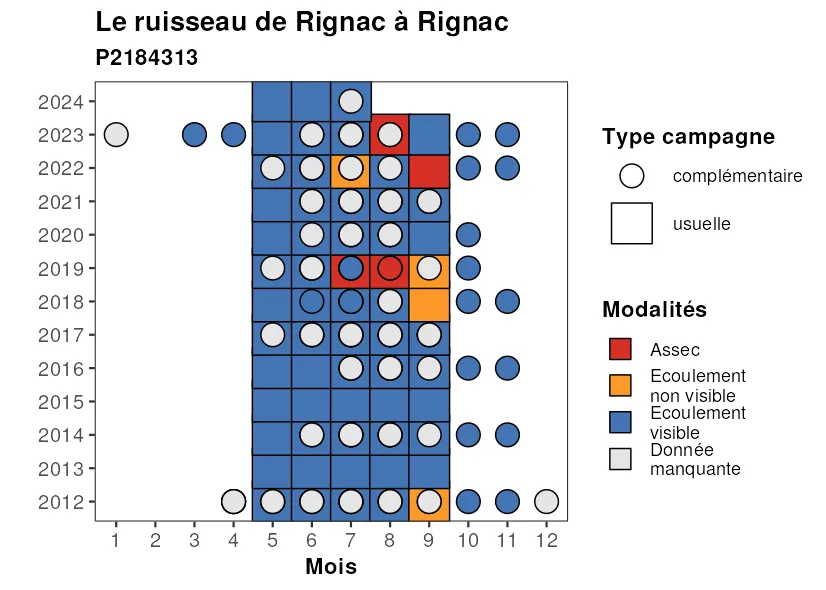 Le ruisseau de Rignac à Rignac
P2184313
2024
2023
2022
2021
2020
2019
2018
2017
2016
2015
2014
2013
2012
1 2 3 4 5 6 7 8 9 10 11 12
Mois
Type campagne
complémentaire
usuelle
Modalités
Assec
Ecoulement
non visible
Ecoulement
visible
Donnée
manquante